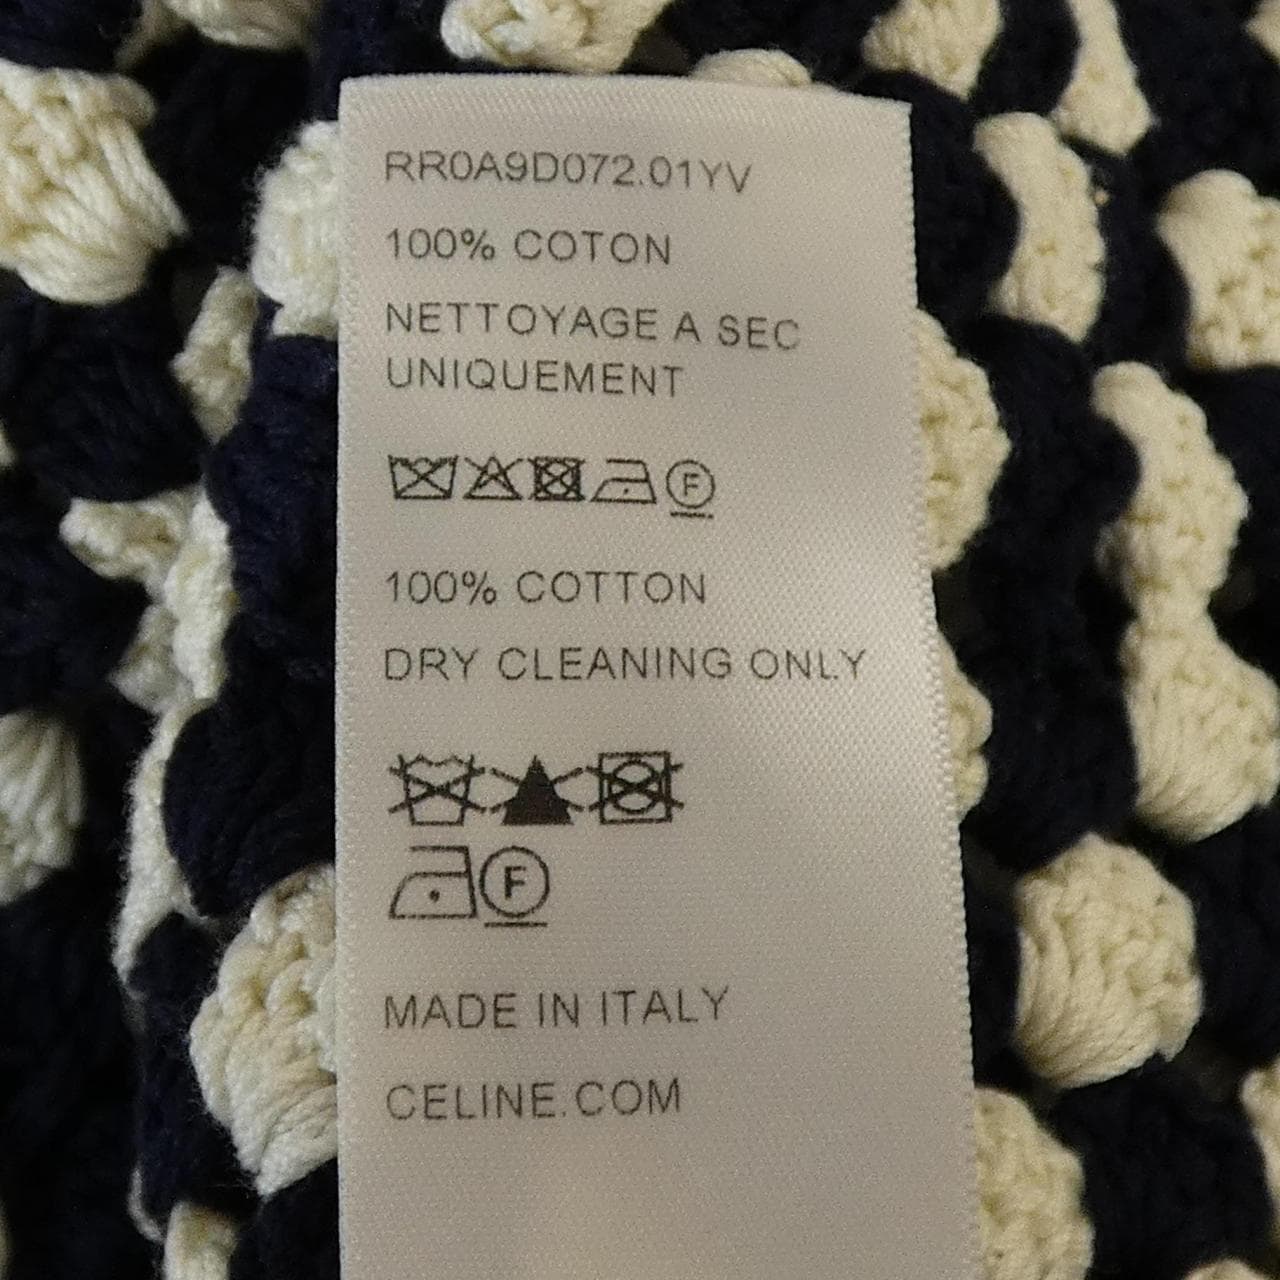 RR0A9D072.01YV
100% COTON
NETTOYAGE A SEC
UNIQUEMENT
F
100% COTTON
DRY CLEANING ONLY
F
MADE IN ITALY
CELINE.COM